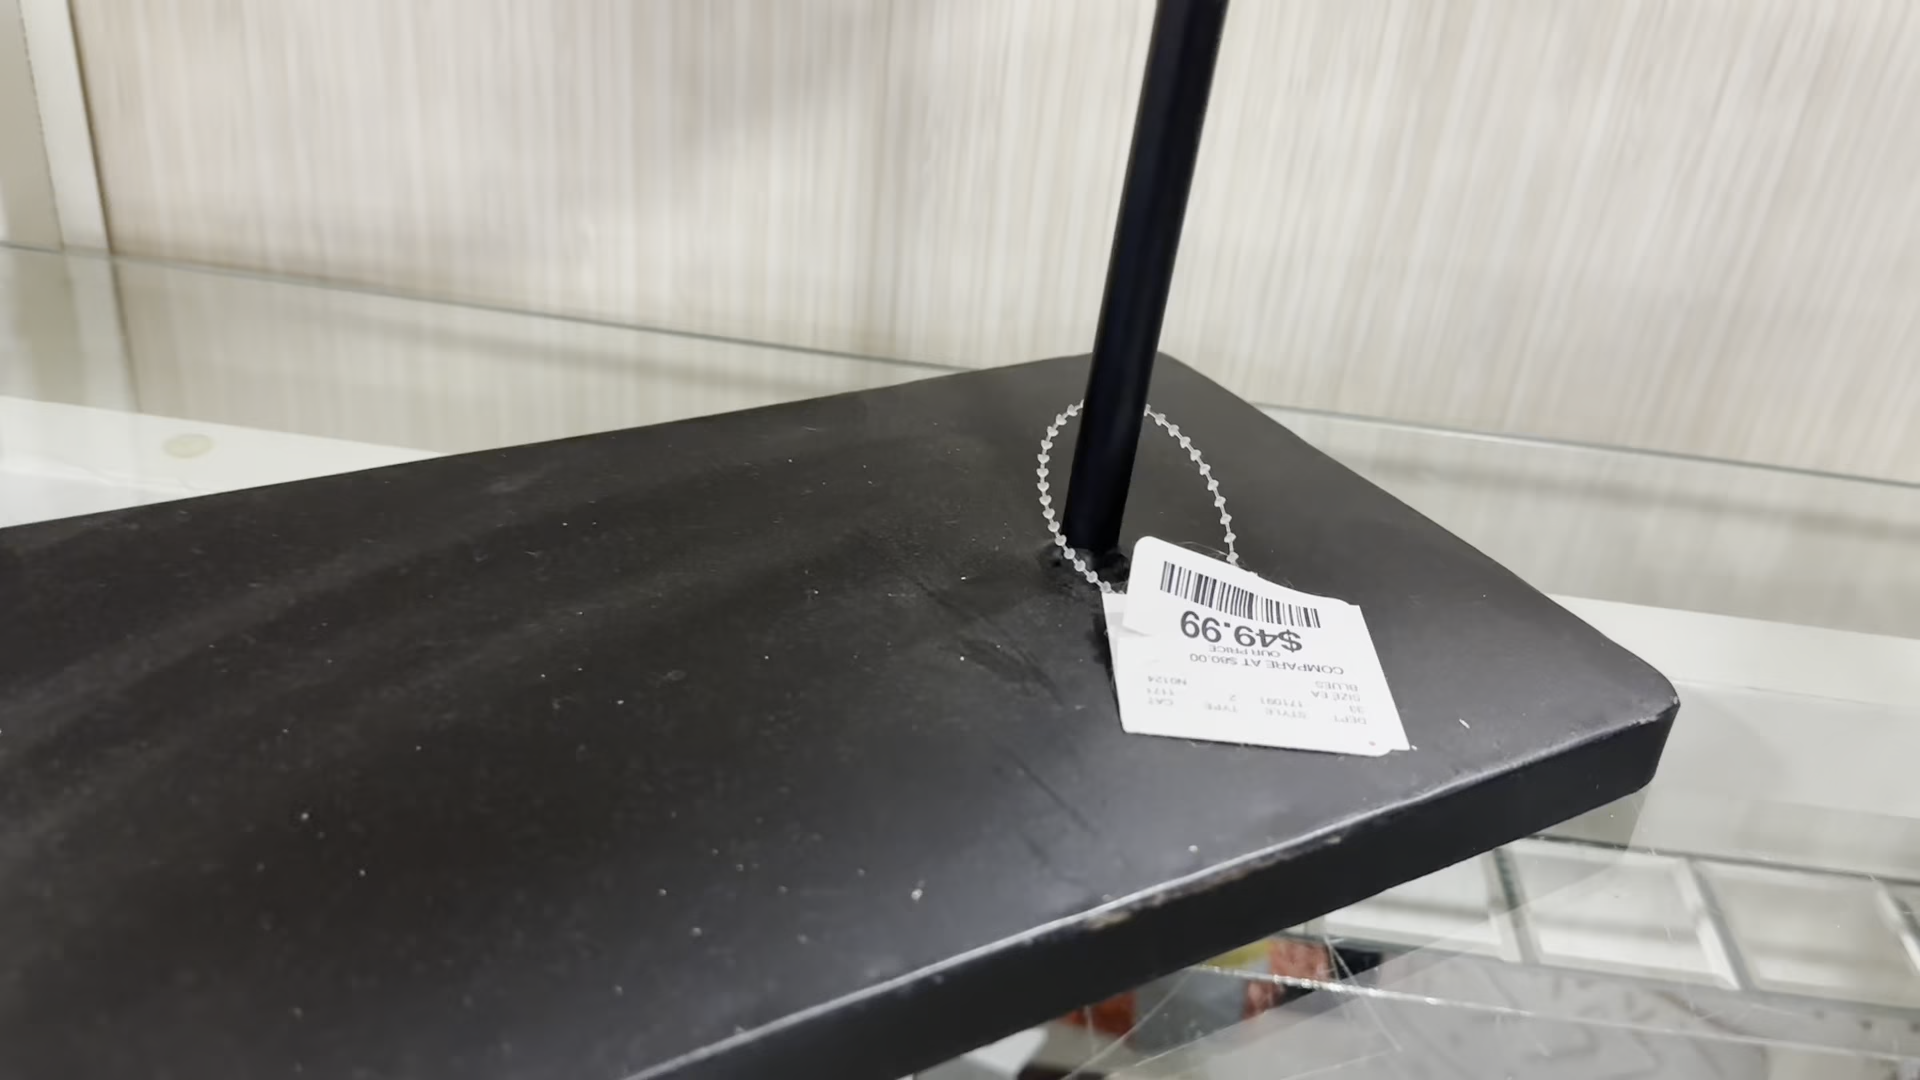 DEPT STYLE TYPE CAT
33 171091 2 1171
SIZE EA
BLUES N0124
COMPARE AT $80.00
OUR PRICE
$49.99